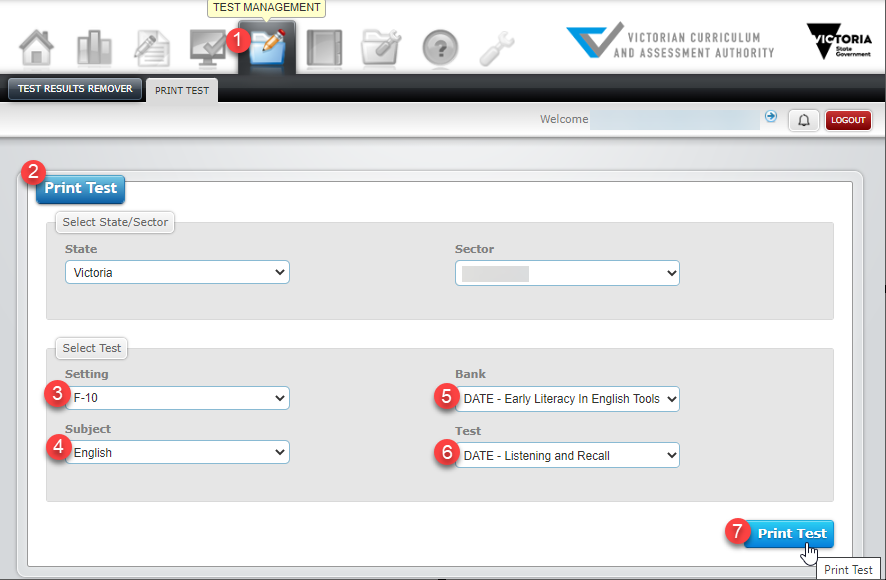 TEST MANAGEMENT
1
VICTORIAN CURRICULUM
AND ASSESSMENT AUTHORITY
VICTORIA
State
Government
?
TEST RESULTS REMOVER
PRINT TEST
Welcome
LOGOUT
2
Print Test
Select State/Sector
State
Sector
Victoria
Select Test
Setting
Bank
3
F-10
5
DATE - Early Literacy In English Tools
Subject
Test
4
English
6
DATE - Listening and Recall
7
Print Test
Print Test